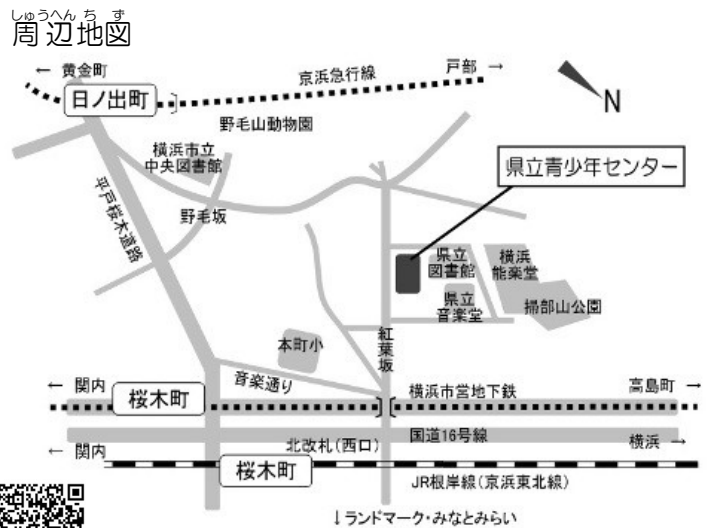 しゅうへんちず
周辺地図
← 黄金町
京浜急行線
戸部 →
日ノ出町
野毛山動物園
N
横浜市立
中央図書館
県立青少年センター
平戸桜木道路
野毛坂
県立
図書館
横浜
能楽堂
県立
音楽堂
掃部山公園
本町小
紅葉坂
音楽通り
← 関内
桜木町
横浜市営地下鉄
高島町 →
国道16号線
← 関内
北改札(西口)
横浜 →
桜木町
JR根岸線(京浜東北線)
↓ランドマーク・みなとみらい